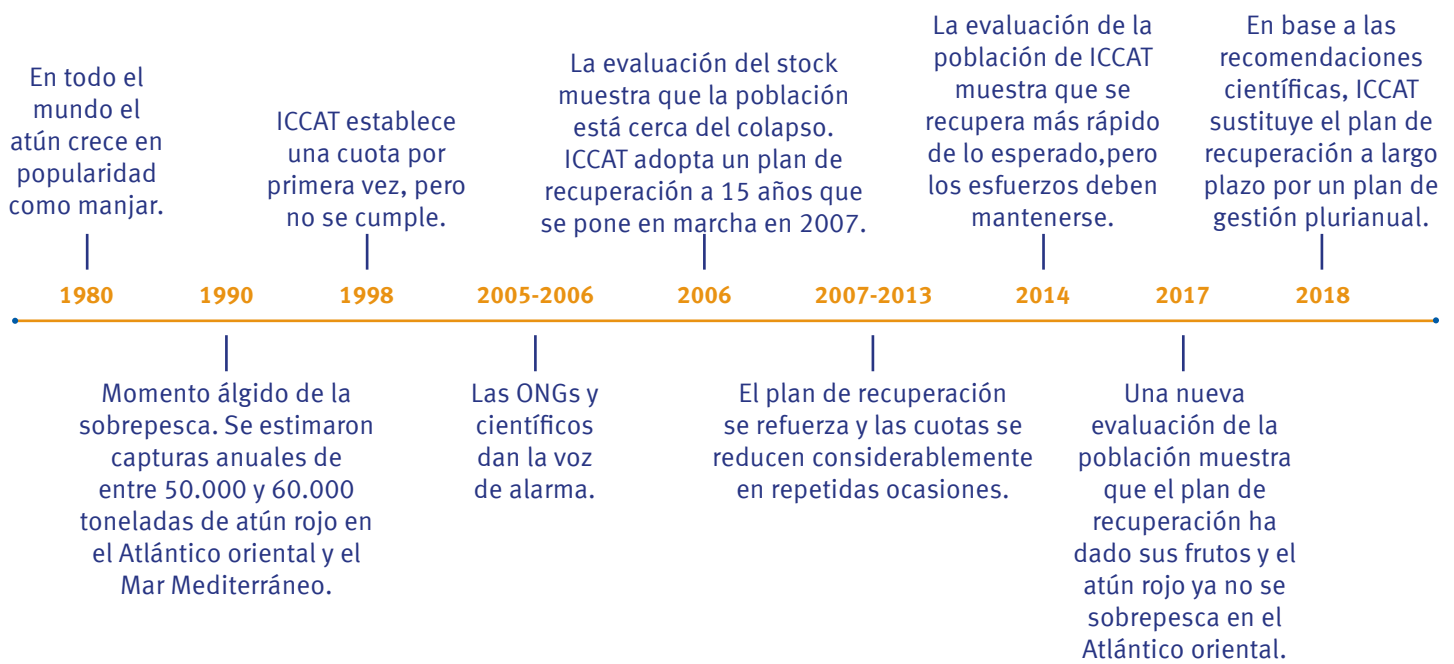 En todo el
mundo el
atún crece en
popularidad
como manjar.
ICCAT establece
una cuota por
primera vez, pero
no se cumple.
La evaluación del stock
muestra que la población
está cerca del colapso.
ICCAT adopta un plan de
recuperación a 15 años que
se pone en marcha en 2007.
La evaluación de la
población de ICCAT
muestra que se
recupera más rápido
de lo esperado,pero
los esfuerzos deben
mantenerse.
En base a las
recomendaciones
científicas, ICCAT
sustituye el plan de
recuperación a largo
plazo por un plan de
gestión plurianual.
1980 1990 1998 2005-2006 2006 2007-2013 2014 2017 2018
Momento álgido de la
sobrepesca. Se estimaron
capturas anuales de
entre 50.000 y 60.000
toneladas de atún rojo en
el Atlántico oriental y el
Mar Mediterráneo.
Las ONGs y
científicos
dan la voz
de alarma.
El plan de recuperación
se refuerza y las cuotas se
reducen considerablemente
en repetidas ocasiones.
Una nueva
evaluación de la
población muestra
que el plan de
recuperación ha
dado sus frutos y el
atún rojo ya no se
sobrepesca en el
Atlántico oriental.